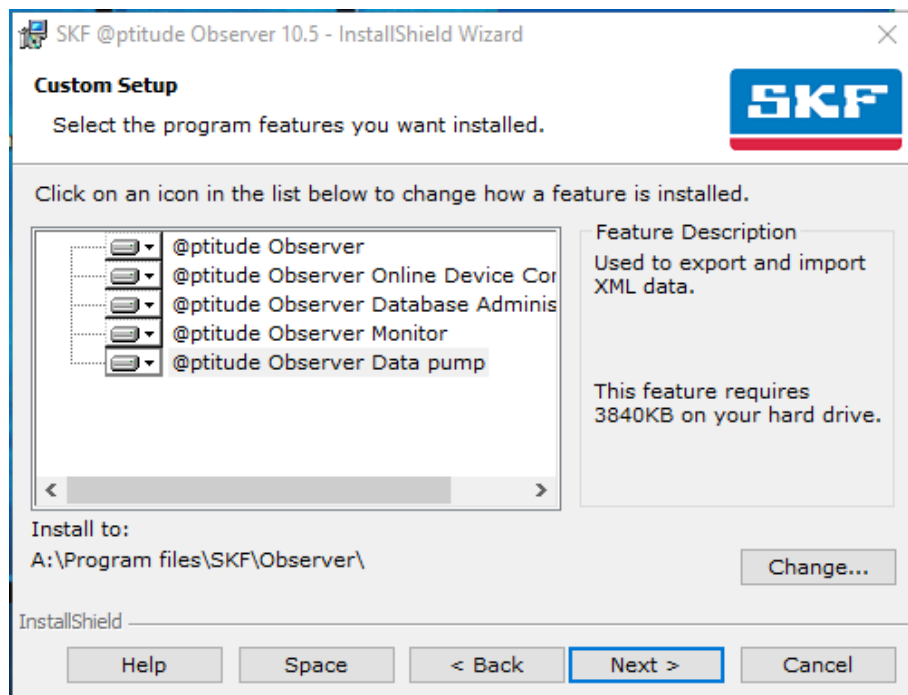 SKF @ptitude Observer 10.5 - InstallShield Wizard
Custom Setup
Select the program features you want installed.
SKF
Click on an icon in the list below to change how a feature is installed.
@ptitude Observer
@ptitude Observer Online Device Cor
@ptitude Observer Database Adminis
@ptitude Observer Monitor
@ptitude Observer Data pump
Feature Description
Used to export and import
XML data.
This feature requires
3840KB on your hard drive.
Install to:
A:\Program files\SKF\Observer\
Change...
InstallShield
Help
Space
< Back
Next >
Cancel